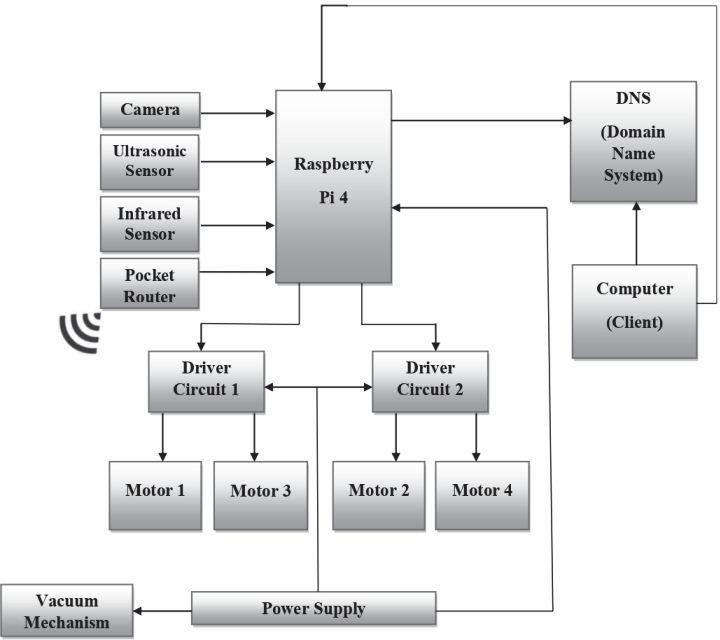 Camera
Ultrasonic
Sensor
Infrared
Sensor
Pocket
Router
Raspberry
Pi 4
DNS
(Domain
Name
System)
Computer
(Client)
Driver
Circuit 1
Driver
Circuit 2
Motor 1
Motor 3
Motor 2
Motor 4
Vacuum
Mechanism
Power Supply